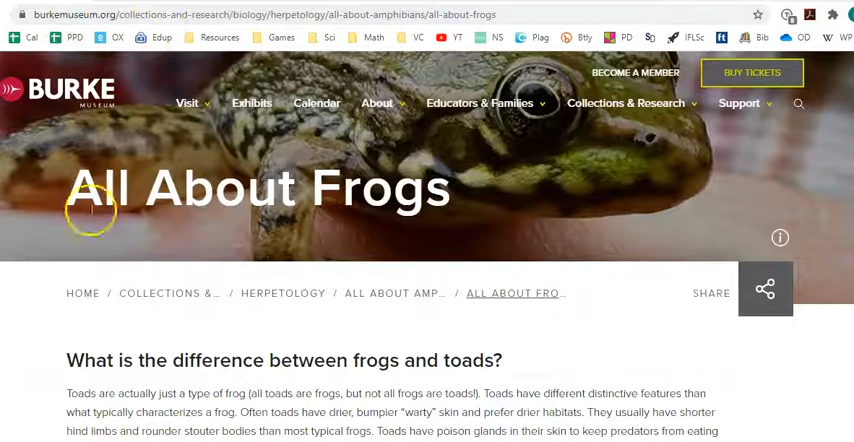 burkemuseum.org/collections-and-research/biology/herpetology/all-about-amphibians/all-about-frogs
Cal PPD OX Edup Resources Games Sci Math VC YT NS Plag Btly PD SD IFLSc ft Bib OD WP
BECOME A MEMBER BUY TICKETS
BURKE
MUSEUM
Visit Exhibits Calendar About Educators & Families Collections & Research Support
All About Frogs
HOME / COLLECTIONS &... / HERPETOLOGY / ALL ABOUT AMP... / ALL ABOUT FRO... SHARE
What is the difference between frogs and toads?
Toads are actually just a type of frog (all toads are frogs, but not all frogs are toads!). Toads have different distinctive features than
what typically characterizes a frog. Often toads have drier, bumpier “warty” skin and prefer drier habitats. They usually have shorter
hind limbs and rounder stouter bodies than most typical frogs. Toads have poison glands in their skin to keep predators from eating